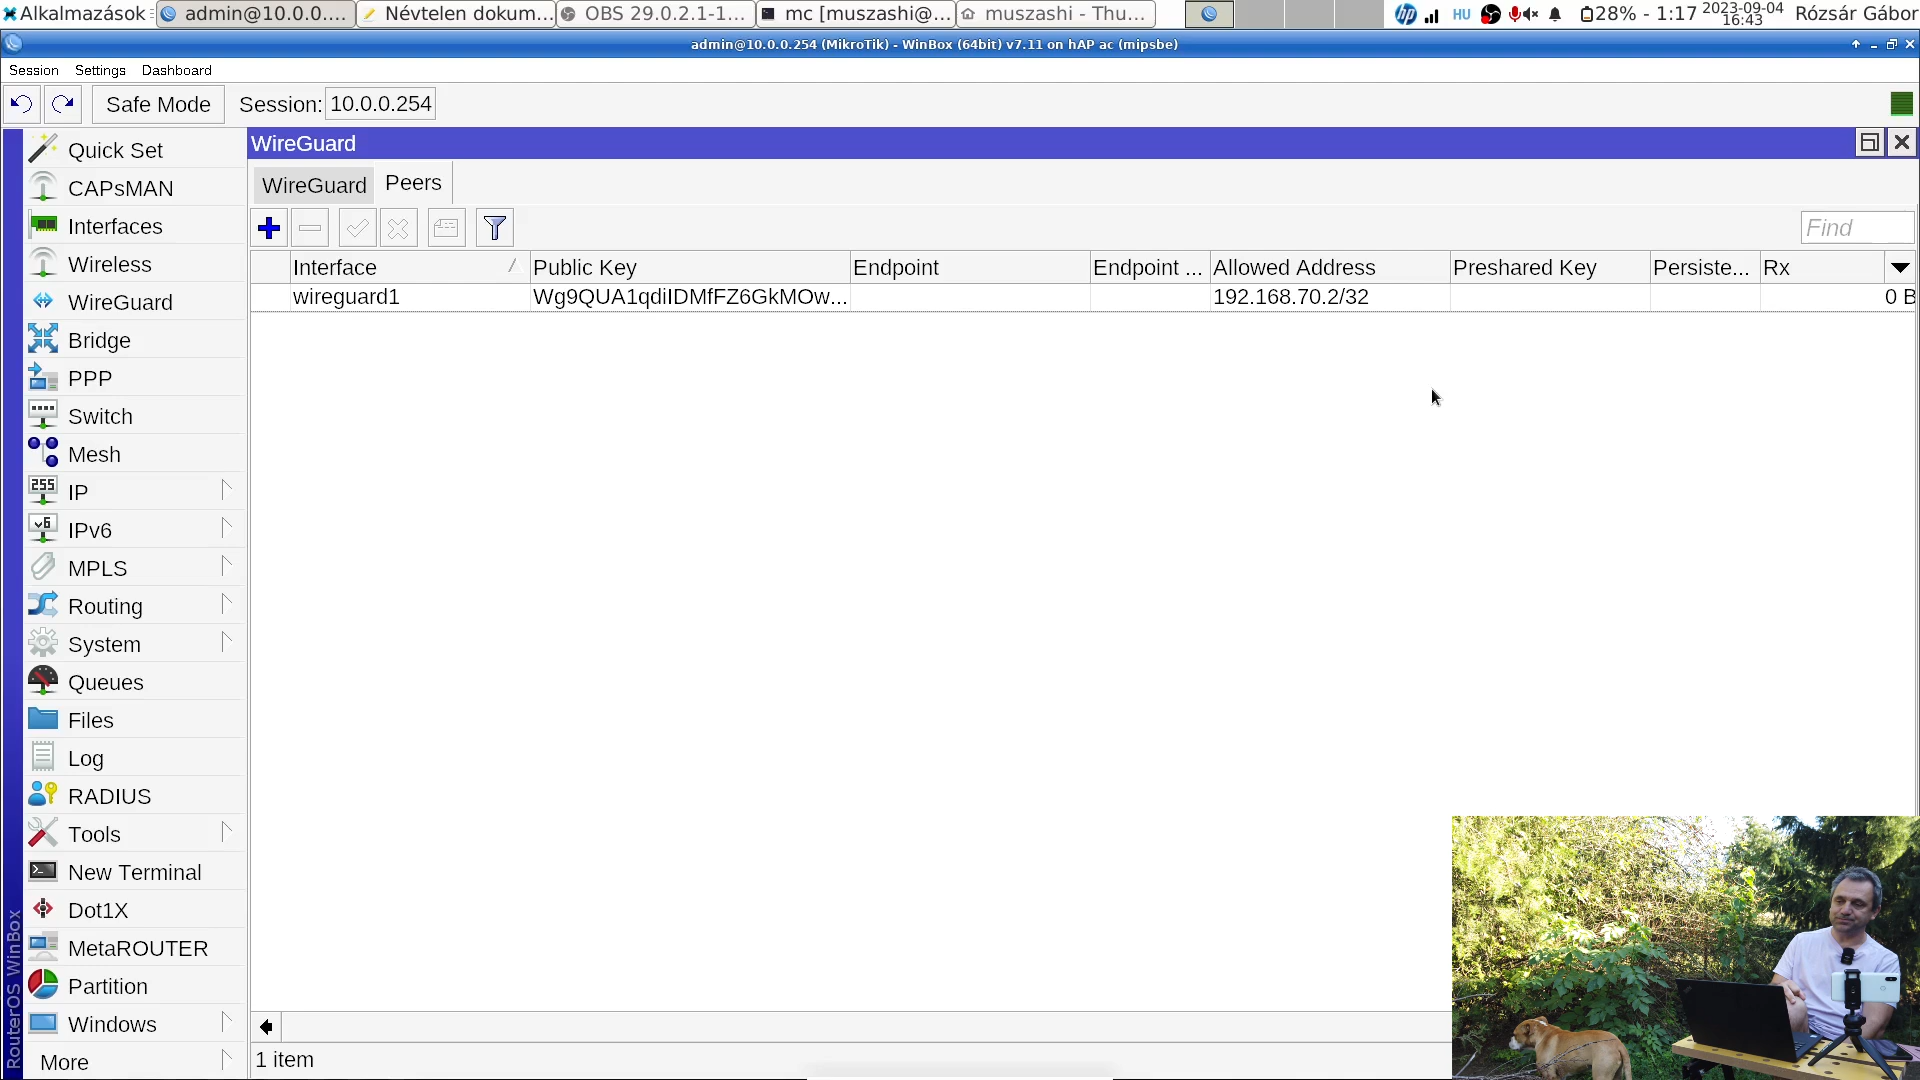 Alkalmazások
admin@10.0.0....
Névtelen dokum...
OBS 29.0.2.1-1...
mc [muszashi@...
muszashi - Thu...
hp
HU
28% - 1:17
2023-09-04
16:43
Rózsár Gábor
admin@10.0.0.254 (MikroTik) - WinBox (64bit) v7.11 on hAP ac (mipsbe)
Session Settings Dashboard
Safe Mode
Session: 10.0.0.254
Quick Set
CAPsMAN
Interfaces
Wireless
WireGuard
Bridge
PPP
Switch
Mesh
255
IP
v6
IPv6
MPLS
Routing
System
Queues
Files
Log
RADIUS
Tools
New Terminal
Dot1X
MetaROUTER
Partition
Windows
More
RouterOS WinBox
WireGuard
WireGuard Peers
Find
Interface Public Key Endpoint Endpoint ... Allowed Address Preshared Key Persiste... Rx
wireguard1 Wg9QUA1qdiIDMfFZ6GkMOw... 192.168.70.2/32 0 B
1 item